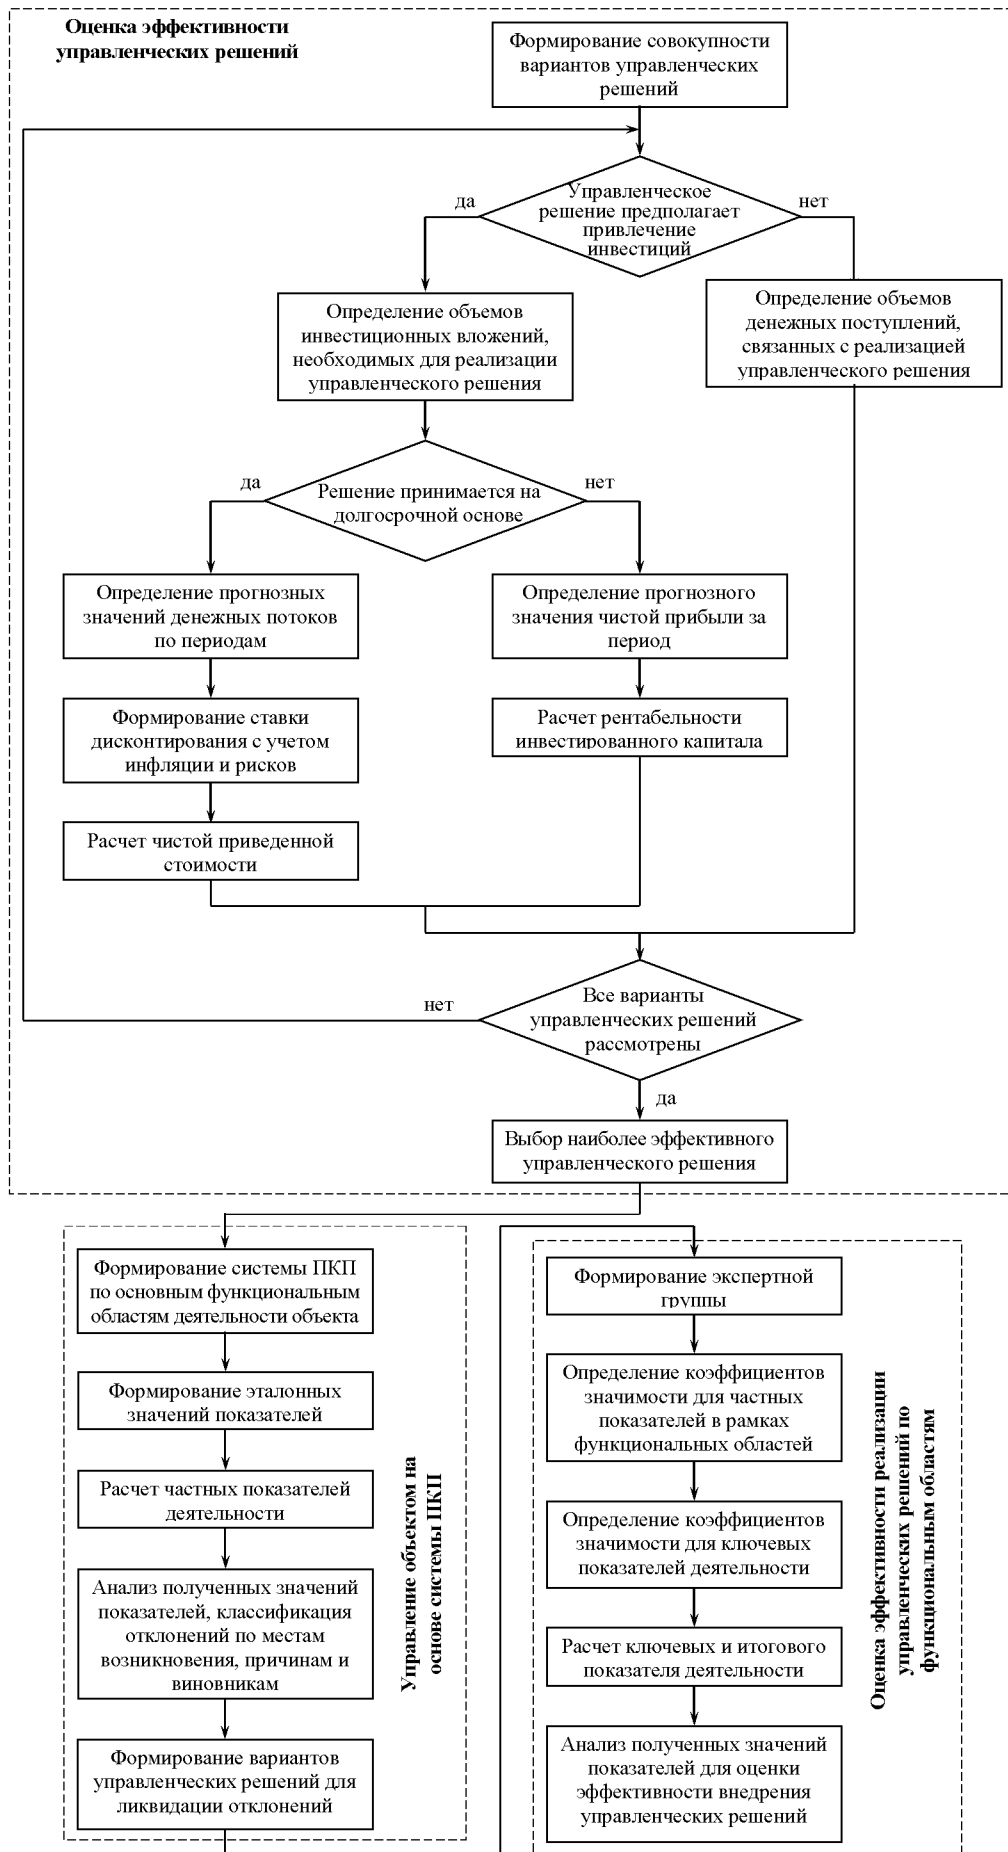 Оценка эффективности
управленческих решений
Формирование совокупности
вариантов управленческих
решений
Управленческое
решение предполагает
привлечение
инвестиций
да
нет
Определение объемов
инвестиционных вложений,
необходимых для реализации
управленческого решения
Определение объемов
денежных поступлений,
связанных с реализацией
управленческого решения
Решение принимается на
долгосрочной основе
да
нет
Определение прогнозных
значений денежных потоков
по периодам
Определение прогнозного
значения чистой прибыли за
период
Формирование ставки
дисконтирования с учетом
инфляции и рисков
Расчет рентабельности
инвестированного капитала
Расчет чистой приведенной
стоимости
Все варианты
управленческих решений
рассмотрены
нет
да
Выбор наиболее эффективного
управленческого решения
Формирование системы ПКП
по основным функциональным
областям деятельности объекта
Формирование эталонных
значений показателей
Расчет частных показателей
деятельности
Анализ полученных значений
показателей, классификация
отклонений по местам
возникновения, причинам и
виновникам
Формирование вариантов
управленческих решений для
ликвидации отклонений
Управление объектом на
основе системы ПКП
Формирование экспертной
группы
Определение коэффициентов
значимости для частных
показателей в рамках
функциональных областей
Определение коэффициентов
значимости для ключевых
показателей деятельности
Расчет ключевых и итогового
показателя деятельности
Анализ полученных значений
показателей для оценки
эффективности внедрения
управленческих решений
Оценка эффективности реализации
управленческих решений по
функциональным областям